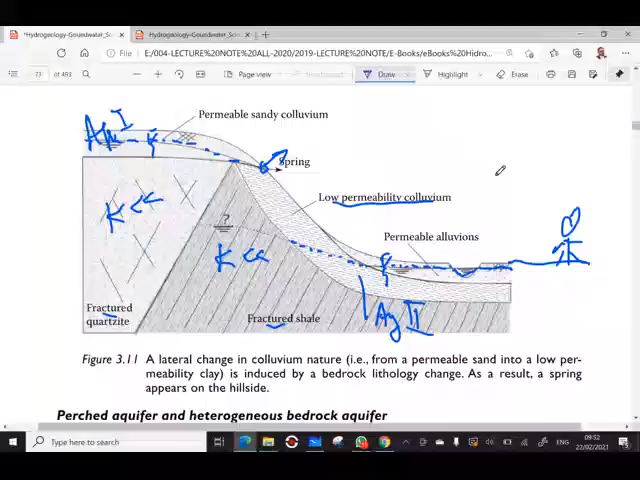 *Hydrogeology-Gourdwater_Scie
Hydrogeology-Gourdwater_Scie
File
E:/004-LECTURE%20NOTE%20ALL-2020/2019-LECTURE%20NOTE/E-Books/eBooks%20Hidro...
of 493
Page view
Draw
Highlight
Erase
Permeable sandy colluvium
Aq I
Spring
K <<
Low permeability colluvium
?
Permeable alluvions
K <<
Fractured
quartzite
Fractured shale
Aq II
Figure 3.11 A lateral change in colluvium nature (i.e., from a permeable sand into a low per-
meability clay) is induced by a bedrock lithology change. As a result, a spring
appears on the hillside.
Perched aquifer and heterogeneous bedrock aquifer
Type here to search
ENG
09:52
22/02/2021